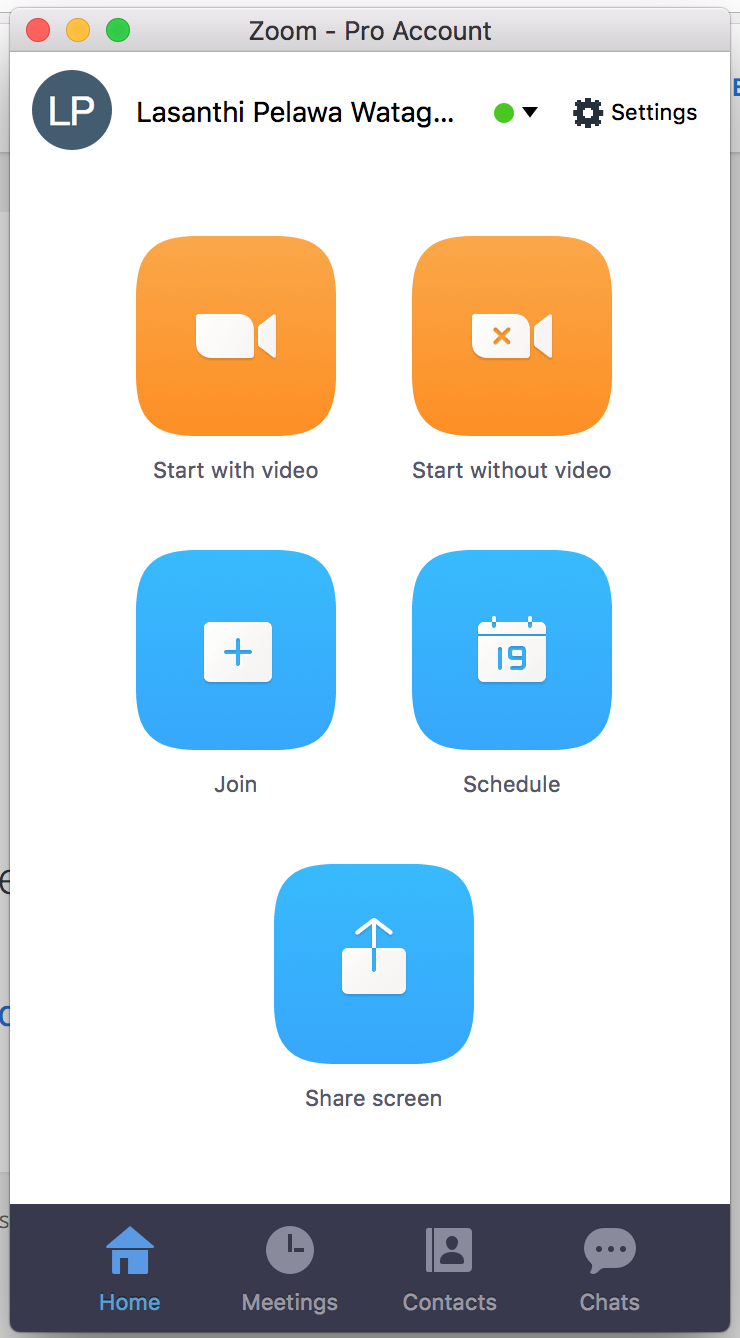 Zoom - Pro Account
LP
Lasanthi Pelawa Watag...
Settings
Start with video
Start without video
19
Join
Schedule
Share screen
Home
Meetings
Contacts
Chats